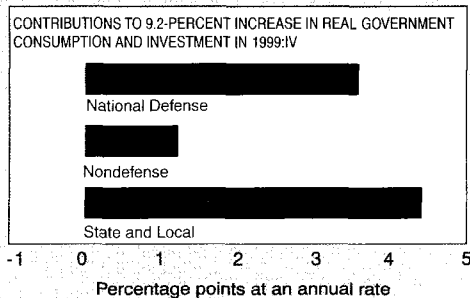 CONTRIBUTIONS TO 9.2-PERCENT INCREASE IN REAL GOVERNMENT
CONSUMPTION AND INVESTMENT IN 1999:IV
National Defense
Nondefense
State and Local
-1 0 1 2 3 4 5
Percentage points at an annual rate